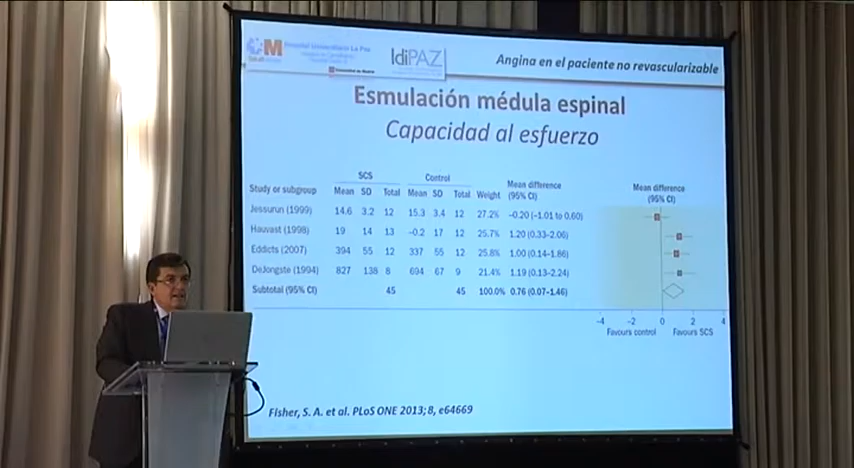 M
Hospital Universitario La Paz
IdiPAZ
Angina en el paciente no revascularizable
Esmulación médula espinal
Capacidad al esfuerzo
SCS Control Mean difference Mean difference
Study or subgroup Mean SD Total Mean SD Total Weight (95% CI) (95% CI)
Jessurun (1999) 14.6 3.2 12 15.3 3.4 12 27.2% –0.20 (–1.01 to 0.60)
Hauvast (1998) 19 14 13 –0.2 17 12 25.7% 1.20 (0.33–2.06)
Eddicts (2007) 394 55 12 337 55 12 25.8% 1.00 (0.14–1.86)
DeJongste (1994) 827 138 8 694 67 9 21.4% 1.19 (0.13–2.24)
Subtotal (95% CI) 45 45 100.0% 0.76 (0.07–1.46)
–4 –2 0 2 4
Favours control Favours SCS
Fisher, S. A. et al. PLoS ONE 2013; 8, e64669